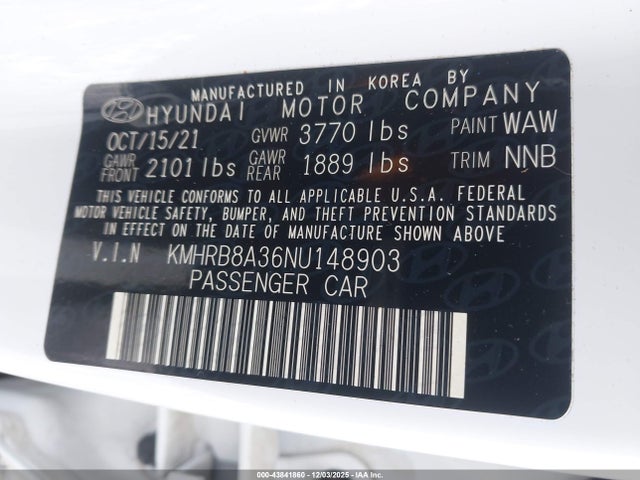 MANUFACTURED IN KOREA BY
HYUNDAI MOTOR COMPANY
OCT/15/21 GVWR 3770 lbs PAINT WAW
GAWR FRONT 2101 lbs GAWR REAR 1889 lbs TRIM NNB
THIS VEHICLE CONFORMS TO ALL APPLICABLE U.S.A. FEDERAL
MOTOR VEHICLE SAFETY, BUMPER, AND THEFT PREVENTION STANDARDS
IN EFFECT ON THE DATE OF MANUFACTURE SHOWN ABOVE.
V.I.N KMHRB8A36NU148903
PASSENGER CAR
000-43841860 12/03/2025 - Copyright IAA, Inc.